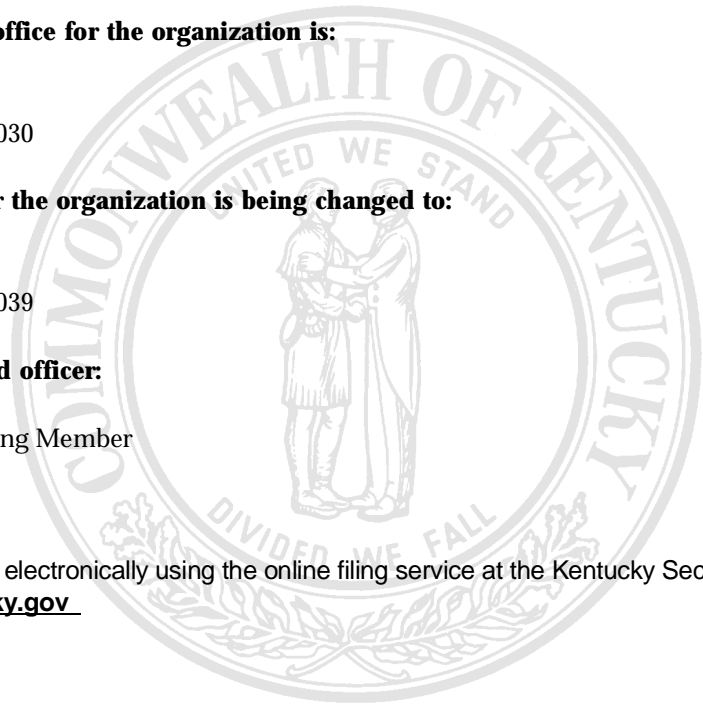 office for the organization is:
030
the organization is being changed to:
039
officer:
ng Member
electronically using the online filing service at the Kentucky Sec
ky.gov
COMMONWEALTH OF KENTUCKY
UNITED WE STAND
DIVIDED WE FALL